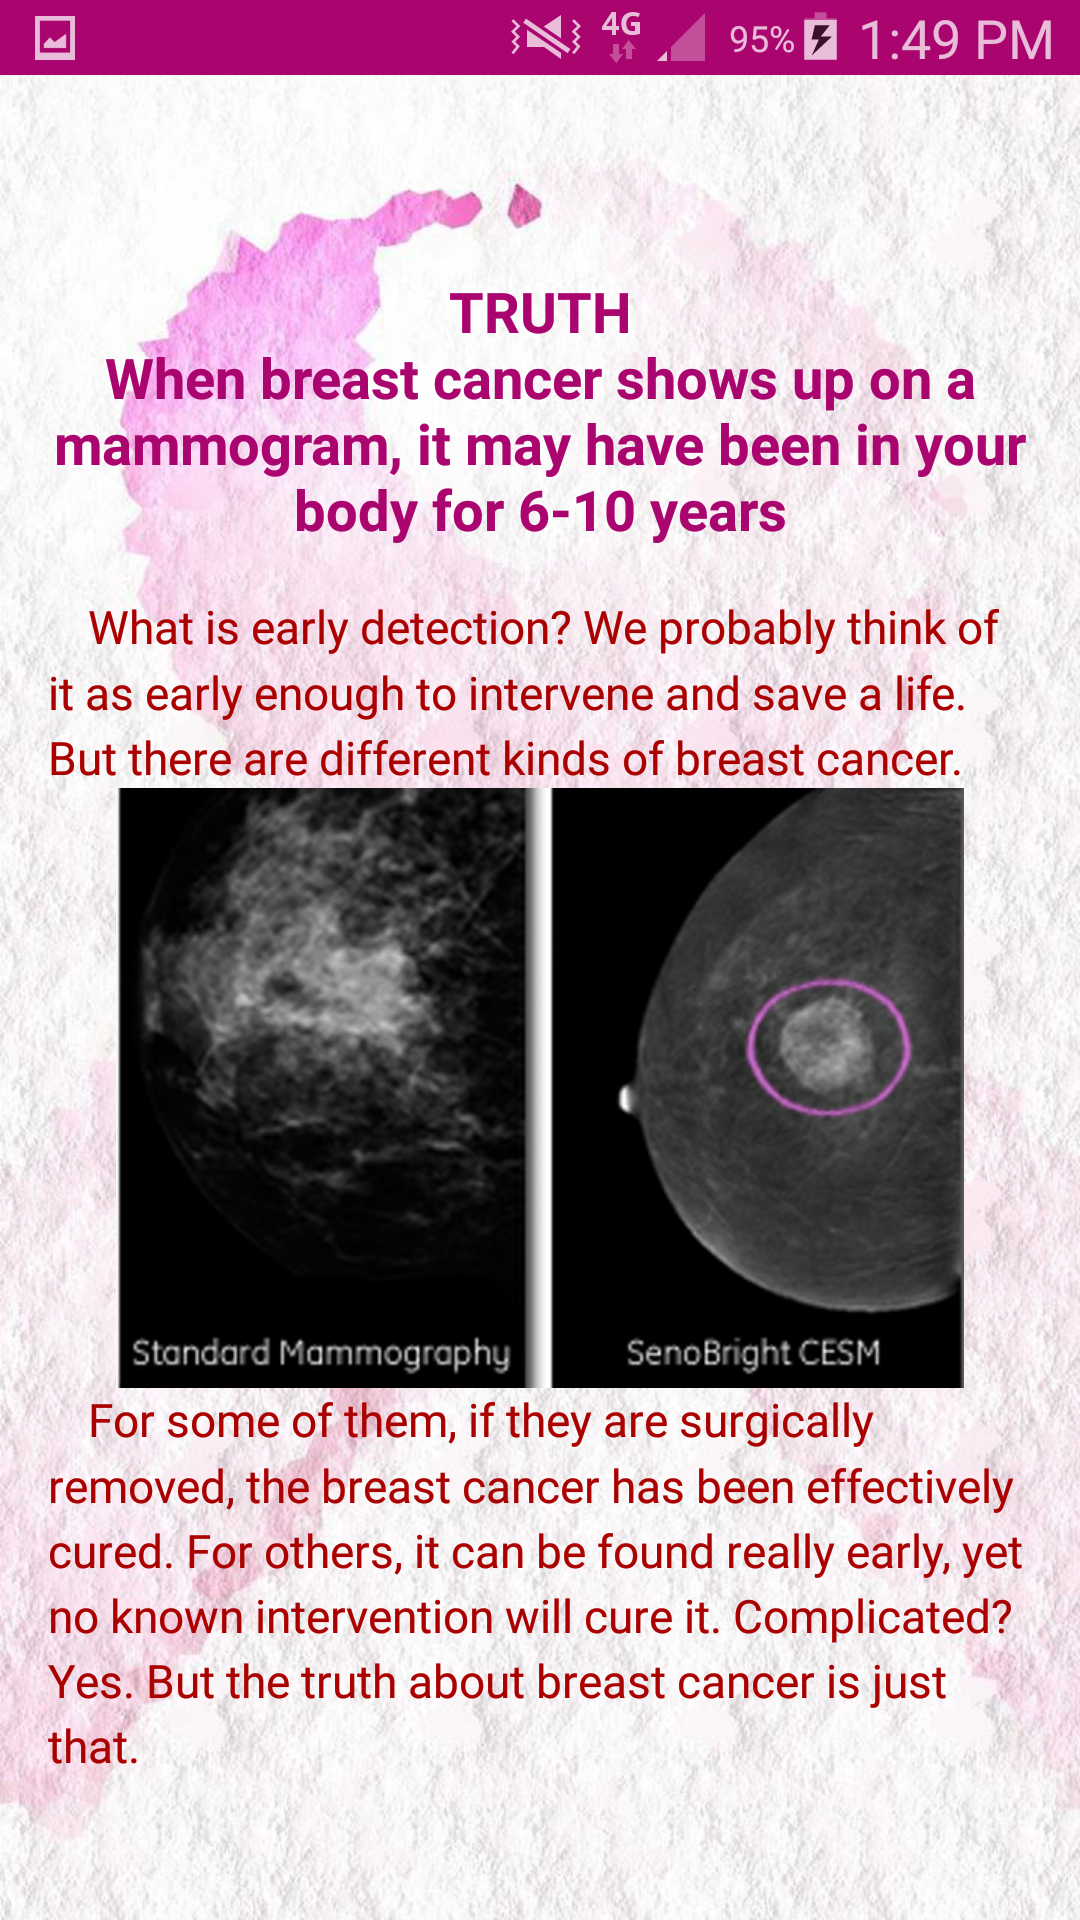 4G 95% 1:49 PM
TRUTH
When breast cancer shows up on a
mammogram, it may have been in your
body for 6-10 years
What is early detection? We probably think of
it as early enough to intervene and save a life.
But there are different kinds of breast cancer.
Standard Mammography
SenoBright CESM
For some of them, if they are surgically
removed, the breast cancer has been effectively
cured. For others, it can be found really early, yet
no known intervention will cure it. Complicated?
Yes. But the truth about breast cancer is just
that.